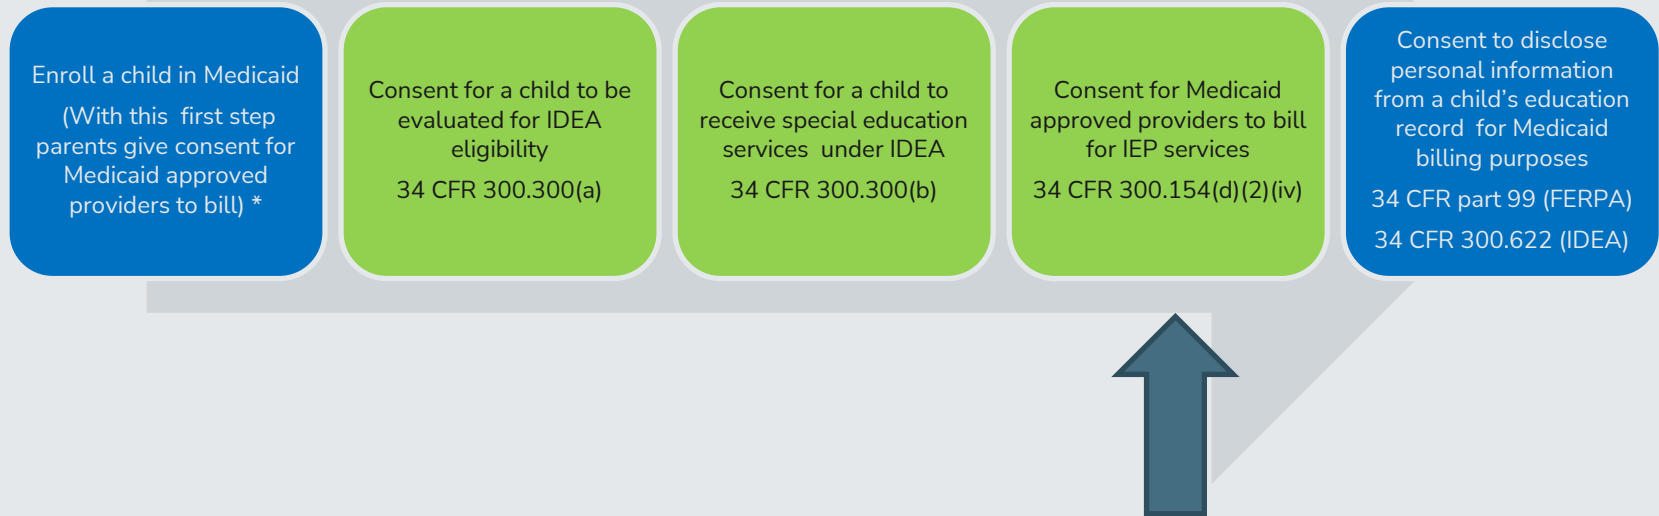 Enroll a child in Medicaid
(With this first step
parents give consent for
Medicaid approved
providers to bill) *
Consent for a child to be
evaluated for IDEA
eligibility
34 CFR 300.300(a)
Consent for a child to
receive special education
services under IDEA
34 CFR 300.300(b)
Consent for Medicaid
approved providers to bill
for IEP services
34 CFR 300.154(d)(2)(iv)
Consent to disclose
personal information
from a child’s education
record for Medicaid
billing purposes
34 CFR part 99 (FERPA)
34 CFR 300.622 (IDEA)